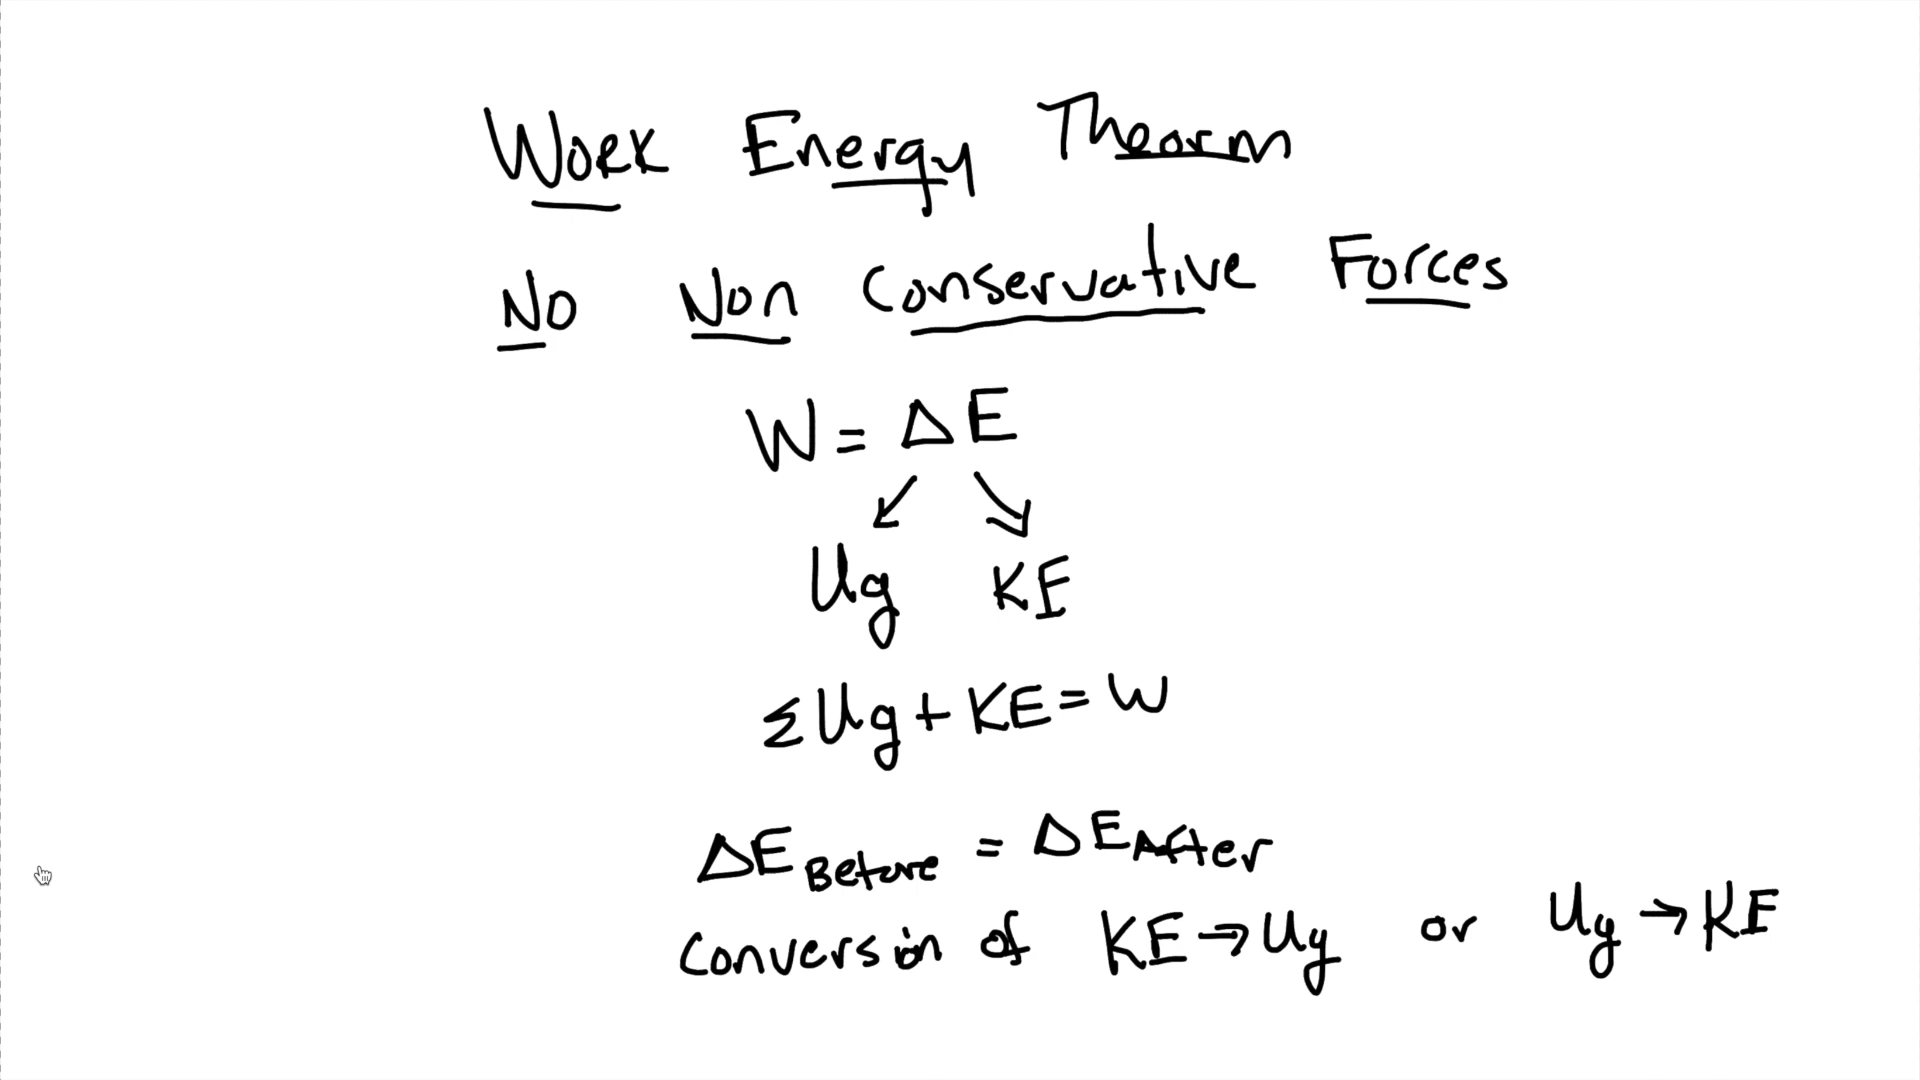 Work Energy Theorm
No Non Conservative Forces
W = ΔE
↙ ↘
Ug KE
ΣUg + KE = W
ΔE Before = ΔE After
Conversion of KE → Ug or Ug → KE